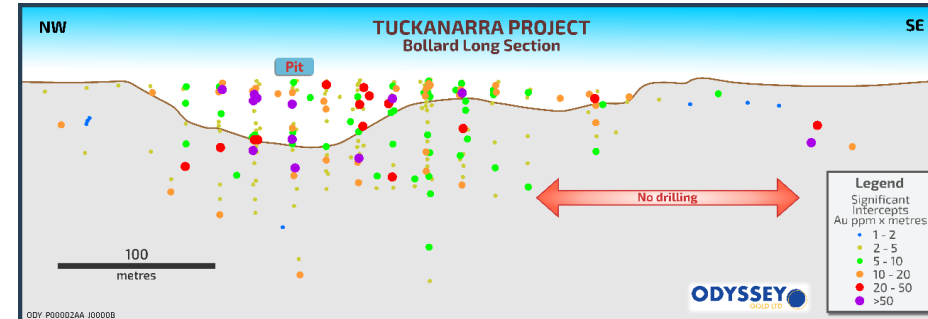 NW
TUCKANARRA PROJECT
SE
Bollard Long Section
Pit
No drilling
100
metres
Legend
Significant
Intercepts
Au ppm x metres
1 - 2
2 - 5
5 - 10
10 - 20
20 - 50
>50
ODYSSEY
GOLD LTD
ODY_P00002AA_J0000B